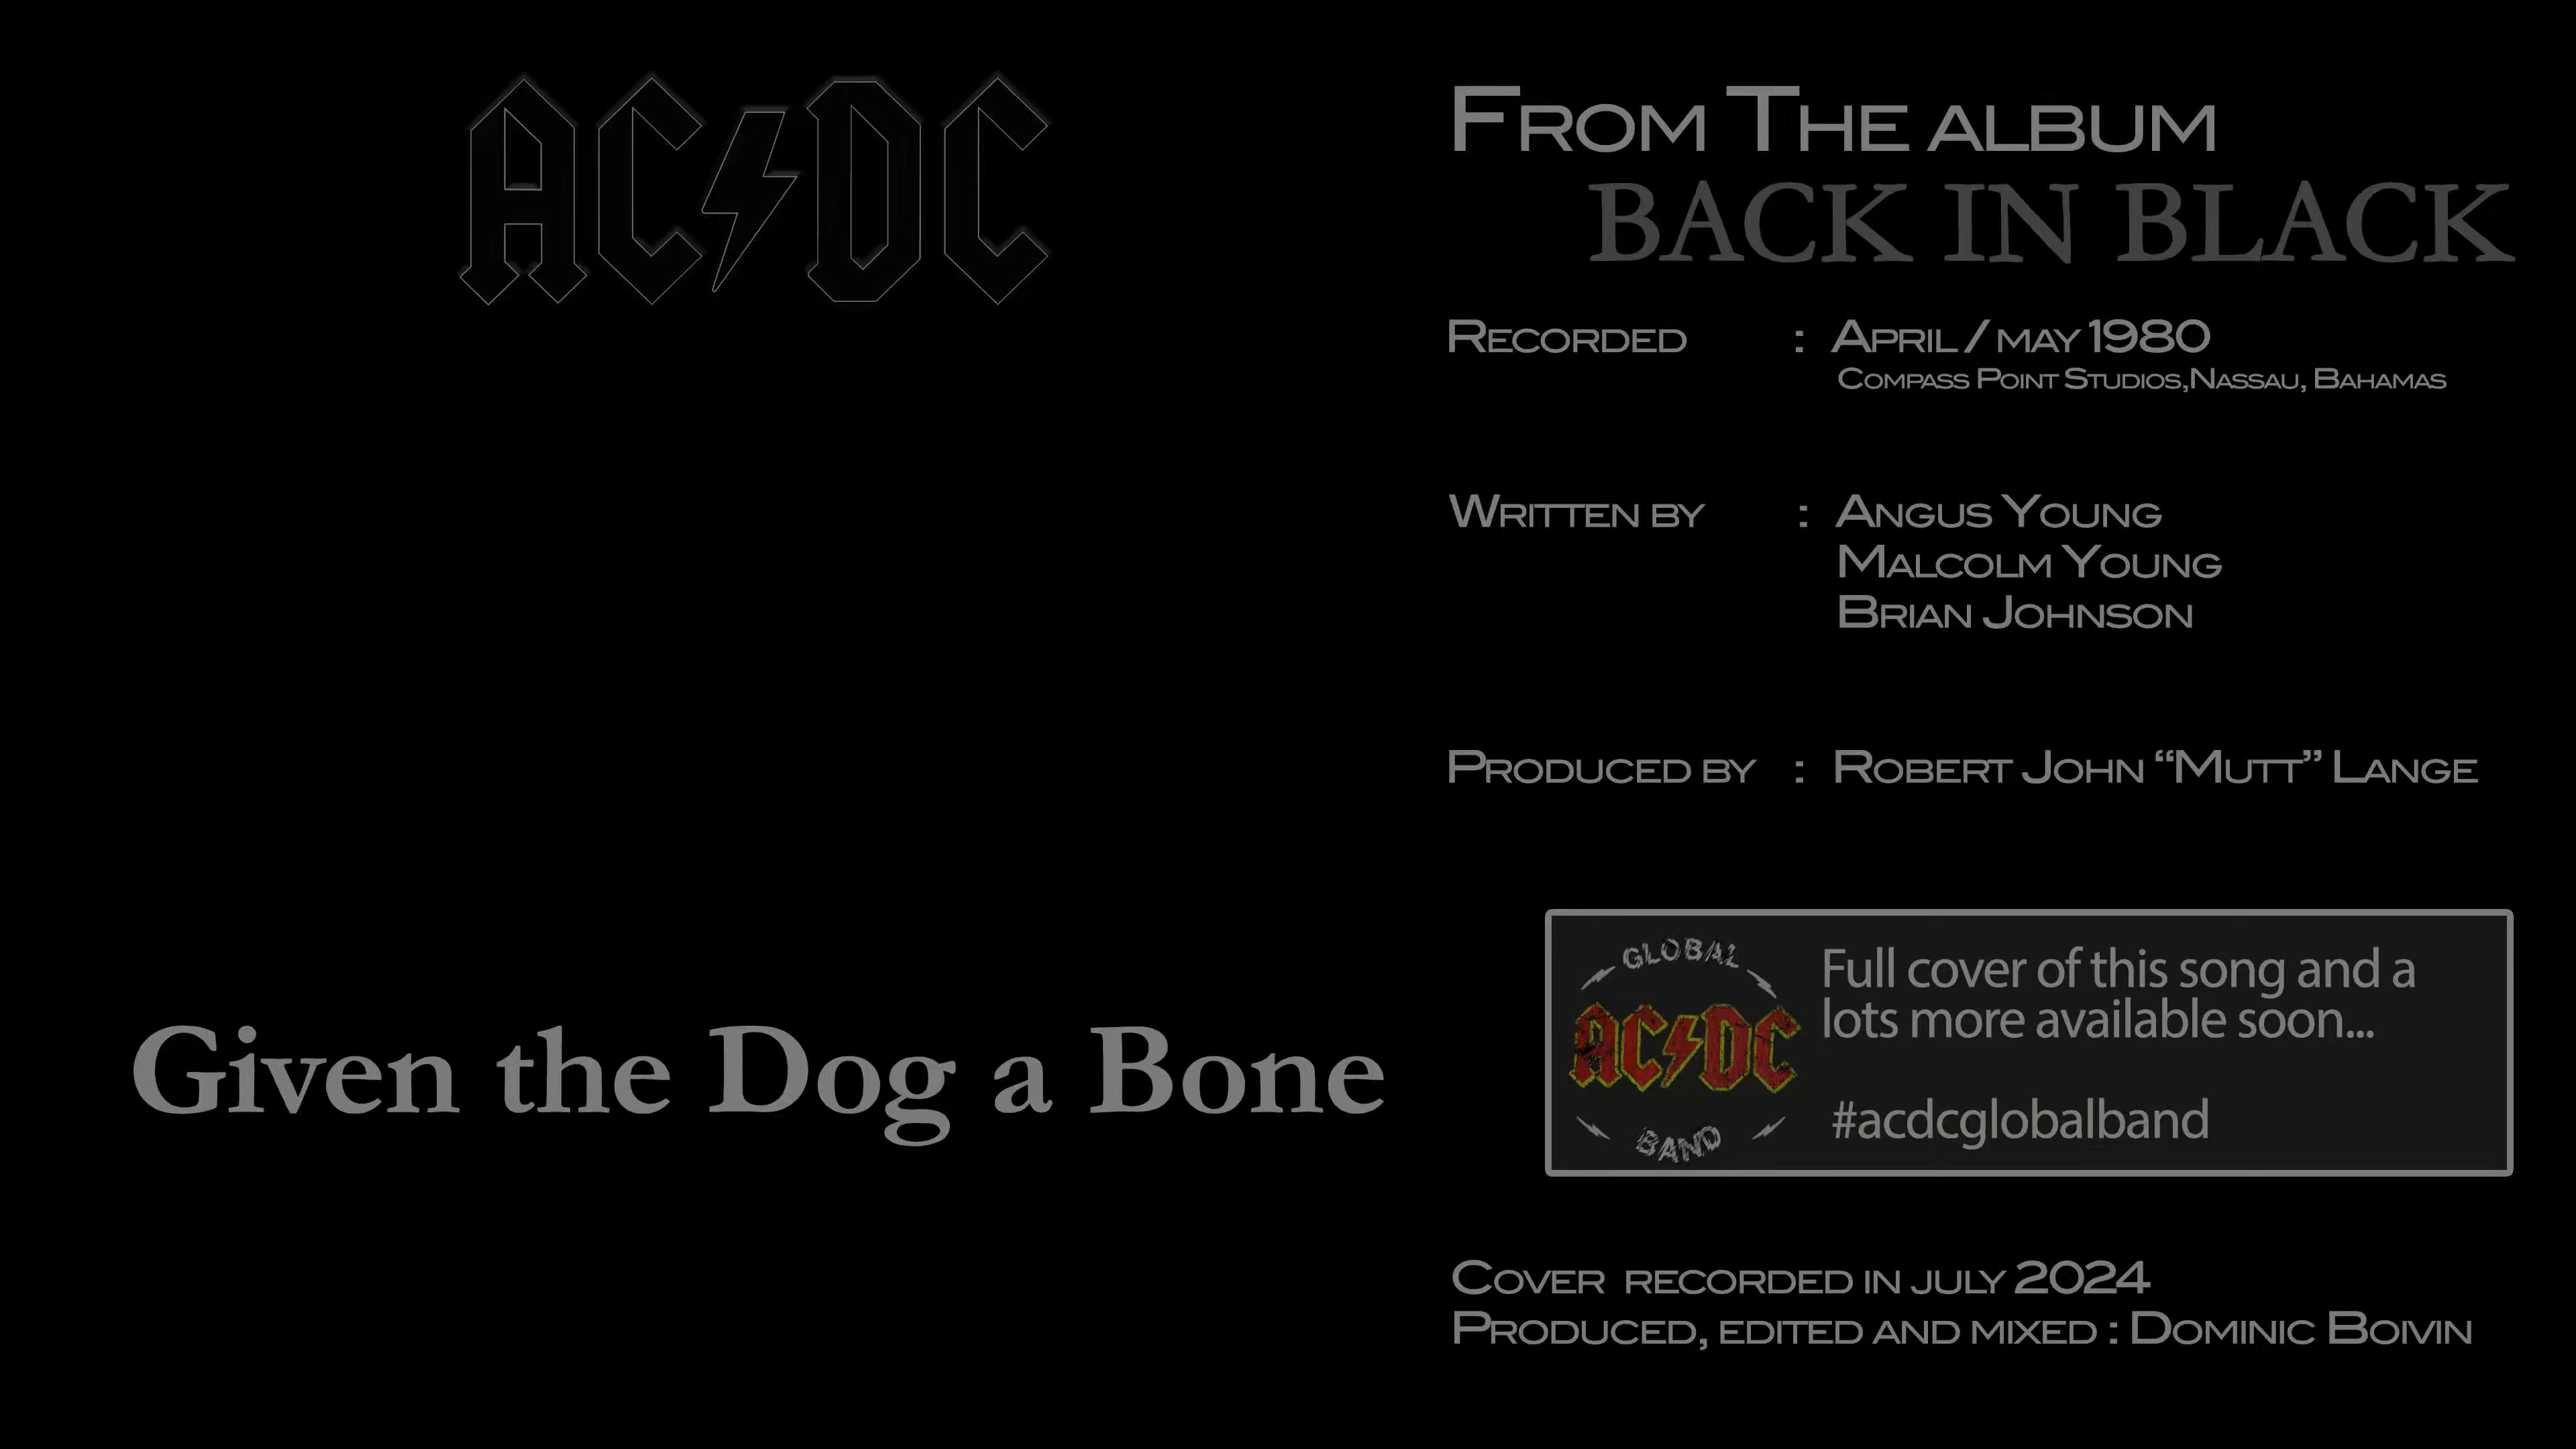 AC⚡DC
FROM THE ALBUM
BACK IN BLACK
RECORDED : APRIL / MAY 1980
COMPASS POINT STUDIOS, NASSAU, BAHAMAS
WRITTEN BY : ANGUS YOUNG
MALCOLM YOUNG
BRIAN JOHNSON
PRODUCED BY : ROBERT JOHN “MUTT” LANGE
Given the Dog a Bone
GLOBAL
AC⚡DC
BAND
Full cover of this song and a
lots more available soon...
#acdcglobalband
COVER RECORDED IN JULY 2024
PRODUCED, EDITED AND MIXED : DOMINIC BOIVIN